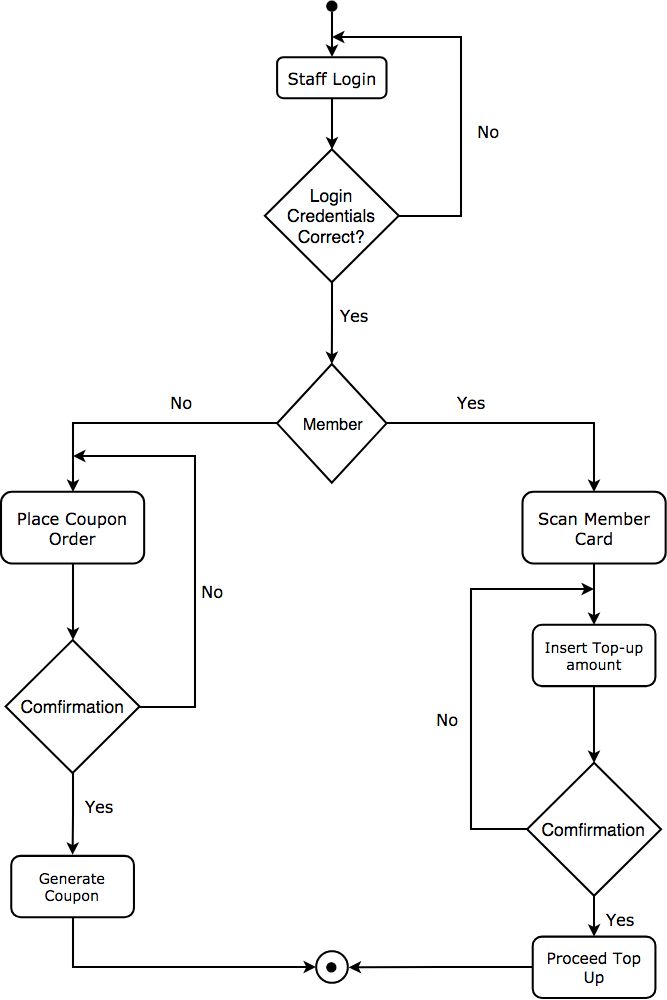 Staff Login
No
Login
Credentials
Correct?
Yes
No
Yes
Member
Place Coupon
Order
Scan Member
Card
No
Insert Top-up
amount
Comfirmation
No
Yes
Comfirmation
Generate
Coupon
Yes
Proceed Top
Up